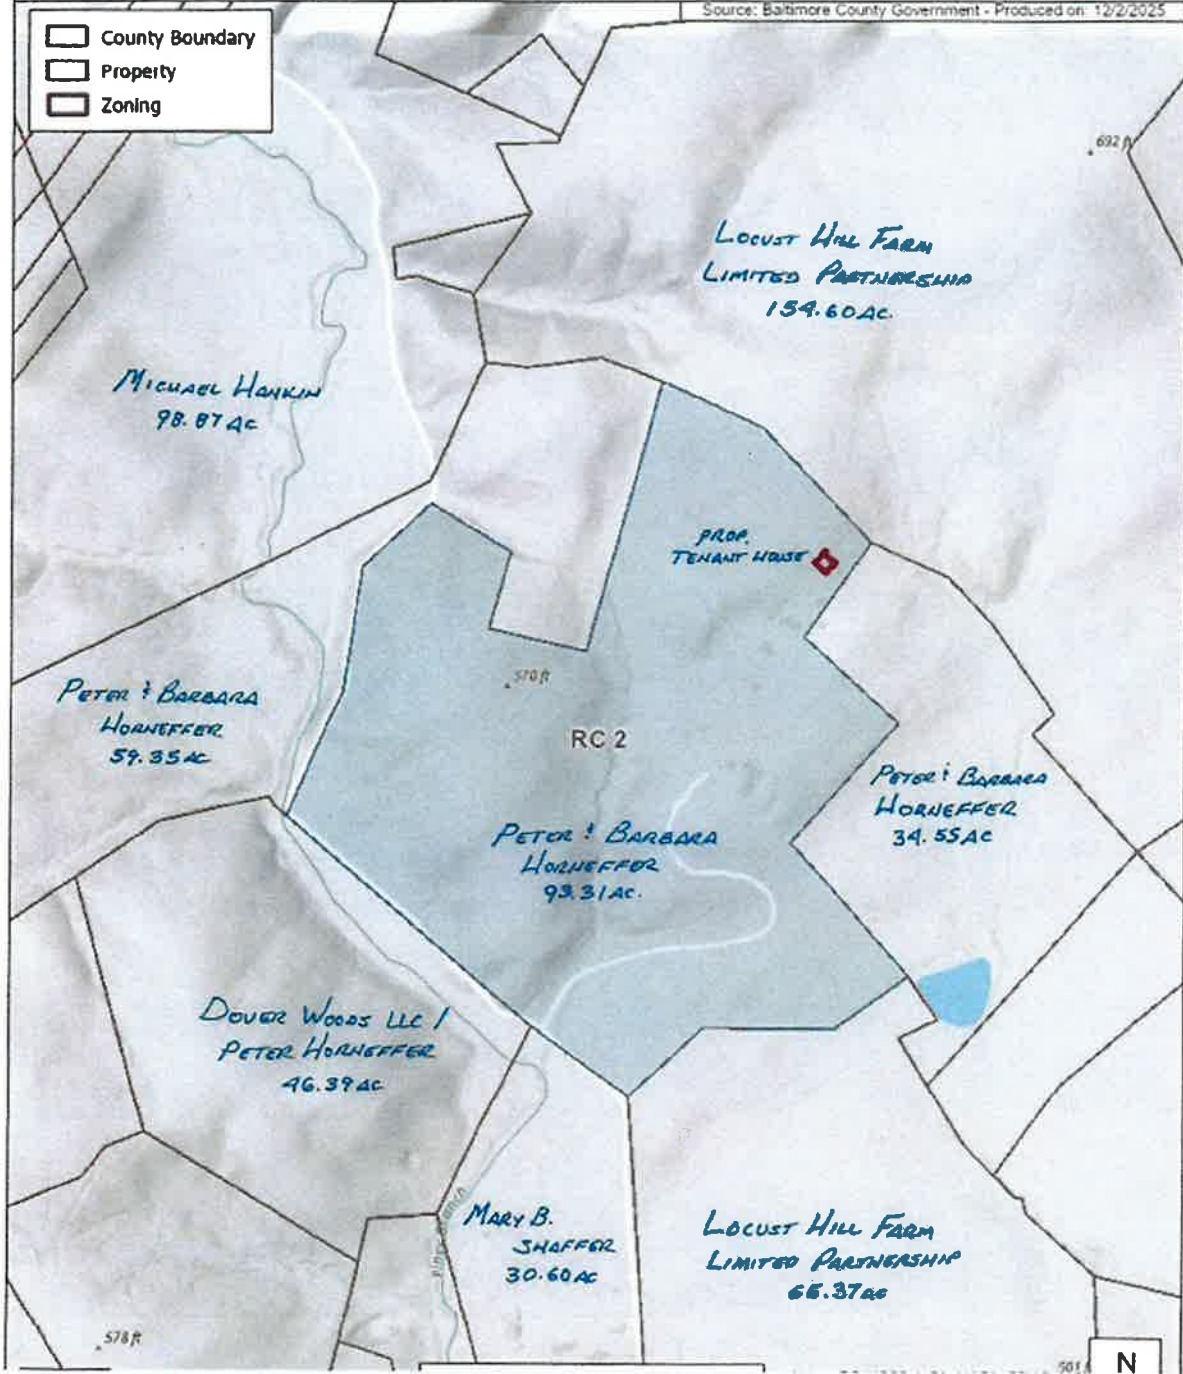 Source: Baltimore County Government - Produced on: 12/2/2025
County Boundary
Property
Zoning
692 ft
LOCUST HILL FARM
LIMITED PARTNERSHIP
154.60 AC.
MICHAEL HANKIN
98.87 AC
PROP.
TENANT HOUSE
570 ft
PETER & BARBARA
HORNEFFER
59.35 AC
RC 2
PETER & BARBARA
HORNEFFER
34.55 AC
PETER & BARBARA
HORNEFFER
93.31 AC.
DOVER WOODS LLC /
PETER HORNEFFER
46.39 AC
MARY B.
SHAFFER
30.60 AC
LOCUST HILL FARM
LIMITED PARTNERSHIP
578 ft
N